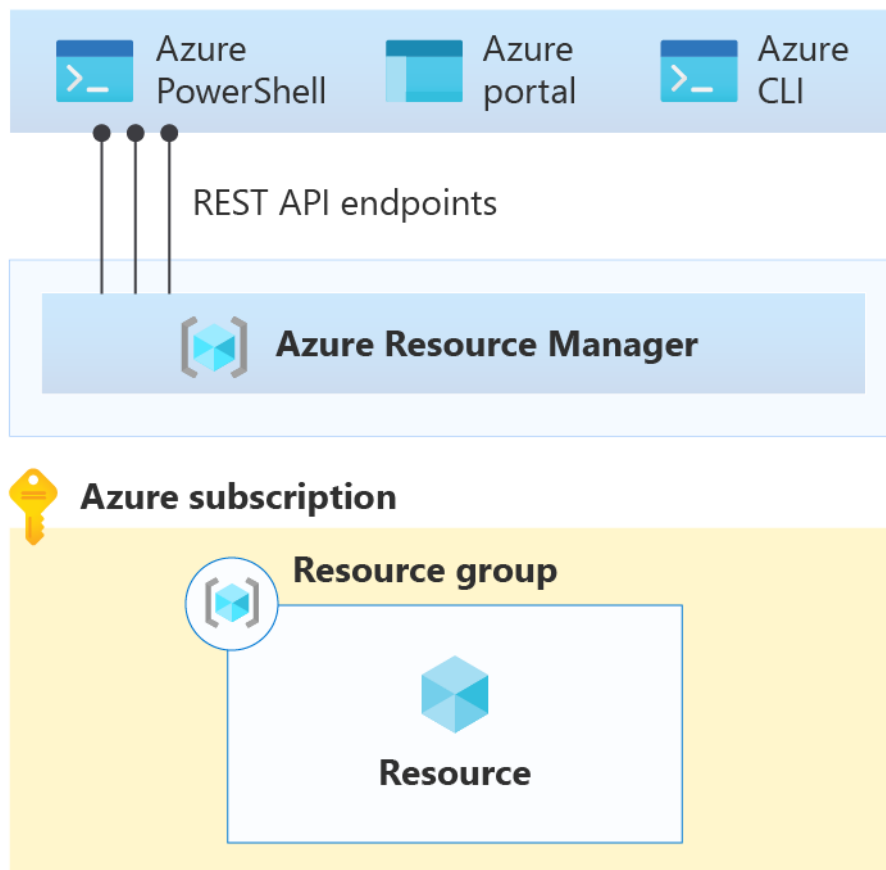 Azure PowerShell
Azure portal
Azure CLI
REST API endpoints
Azure Resource Manager
Azure subscription
Resource group
Resource